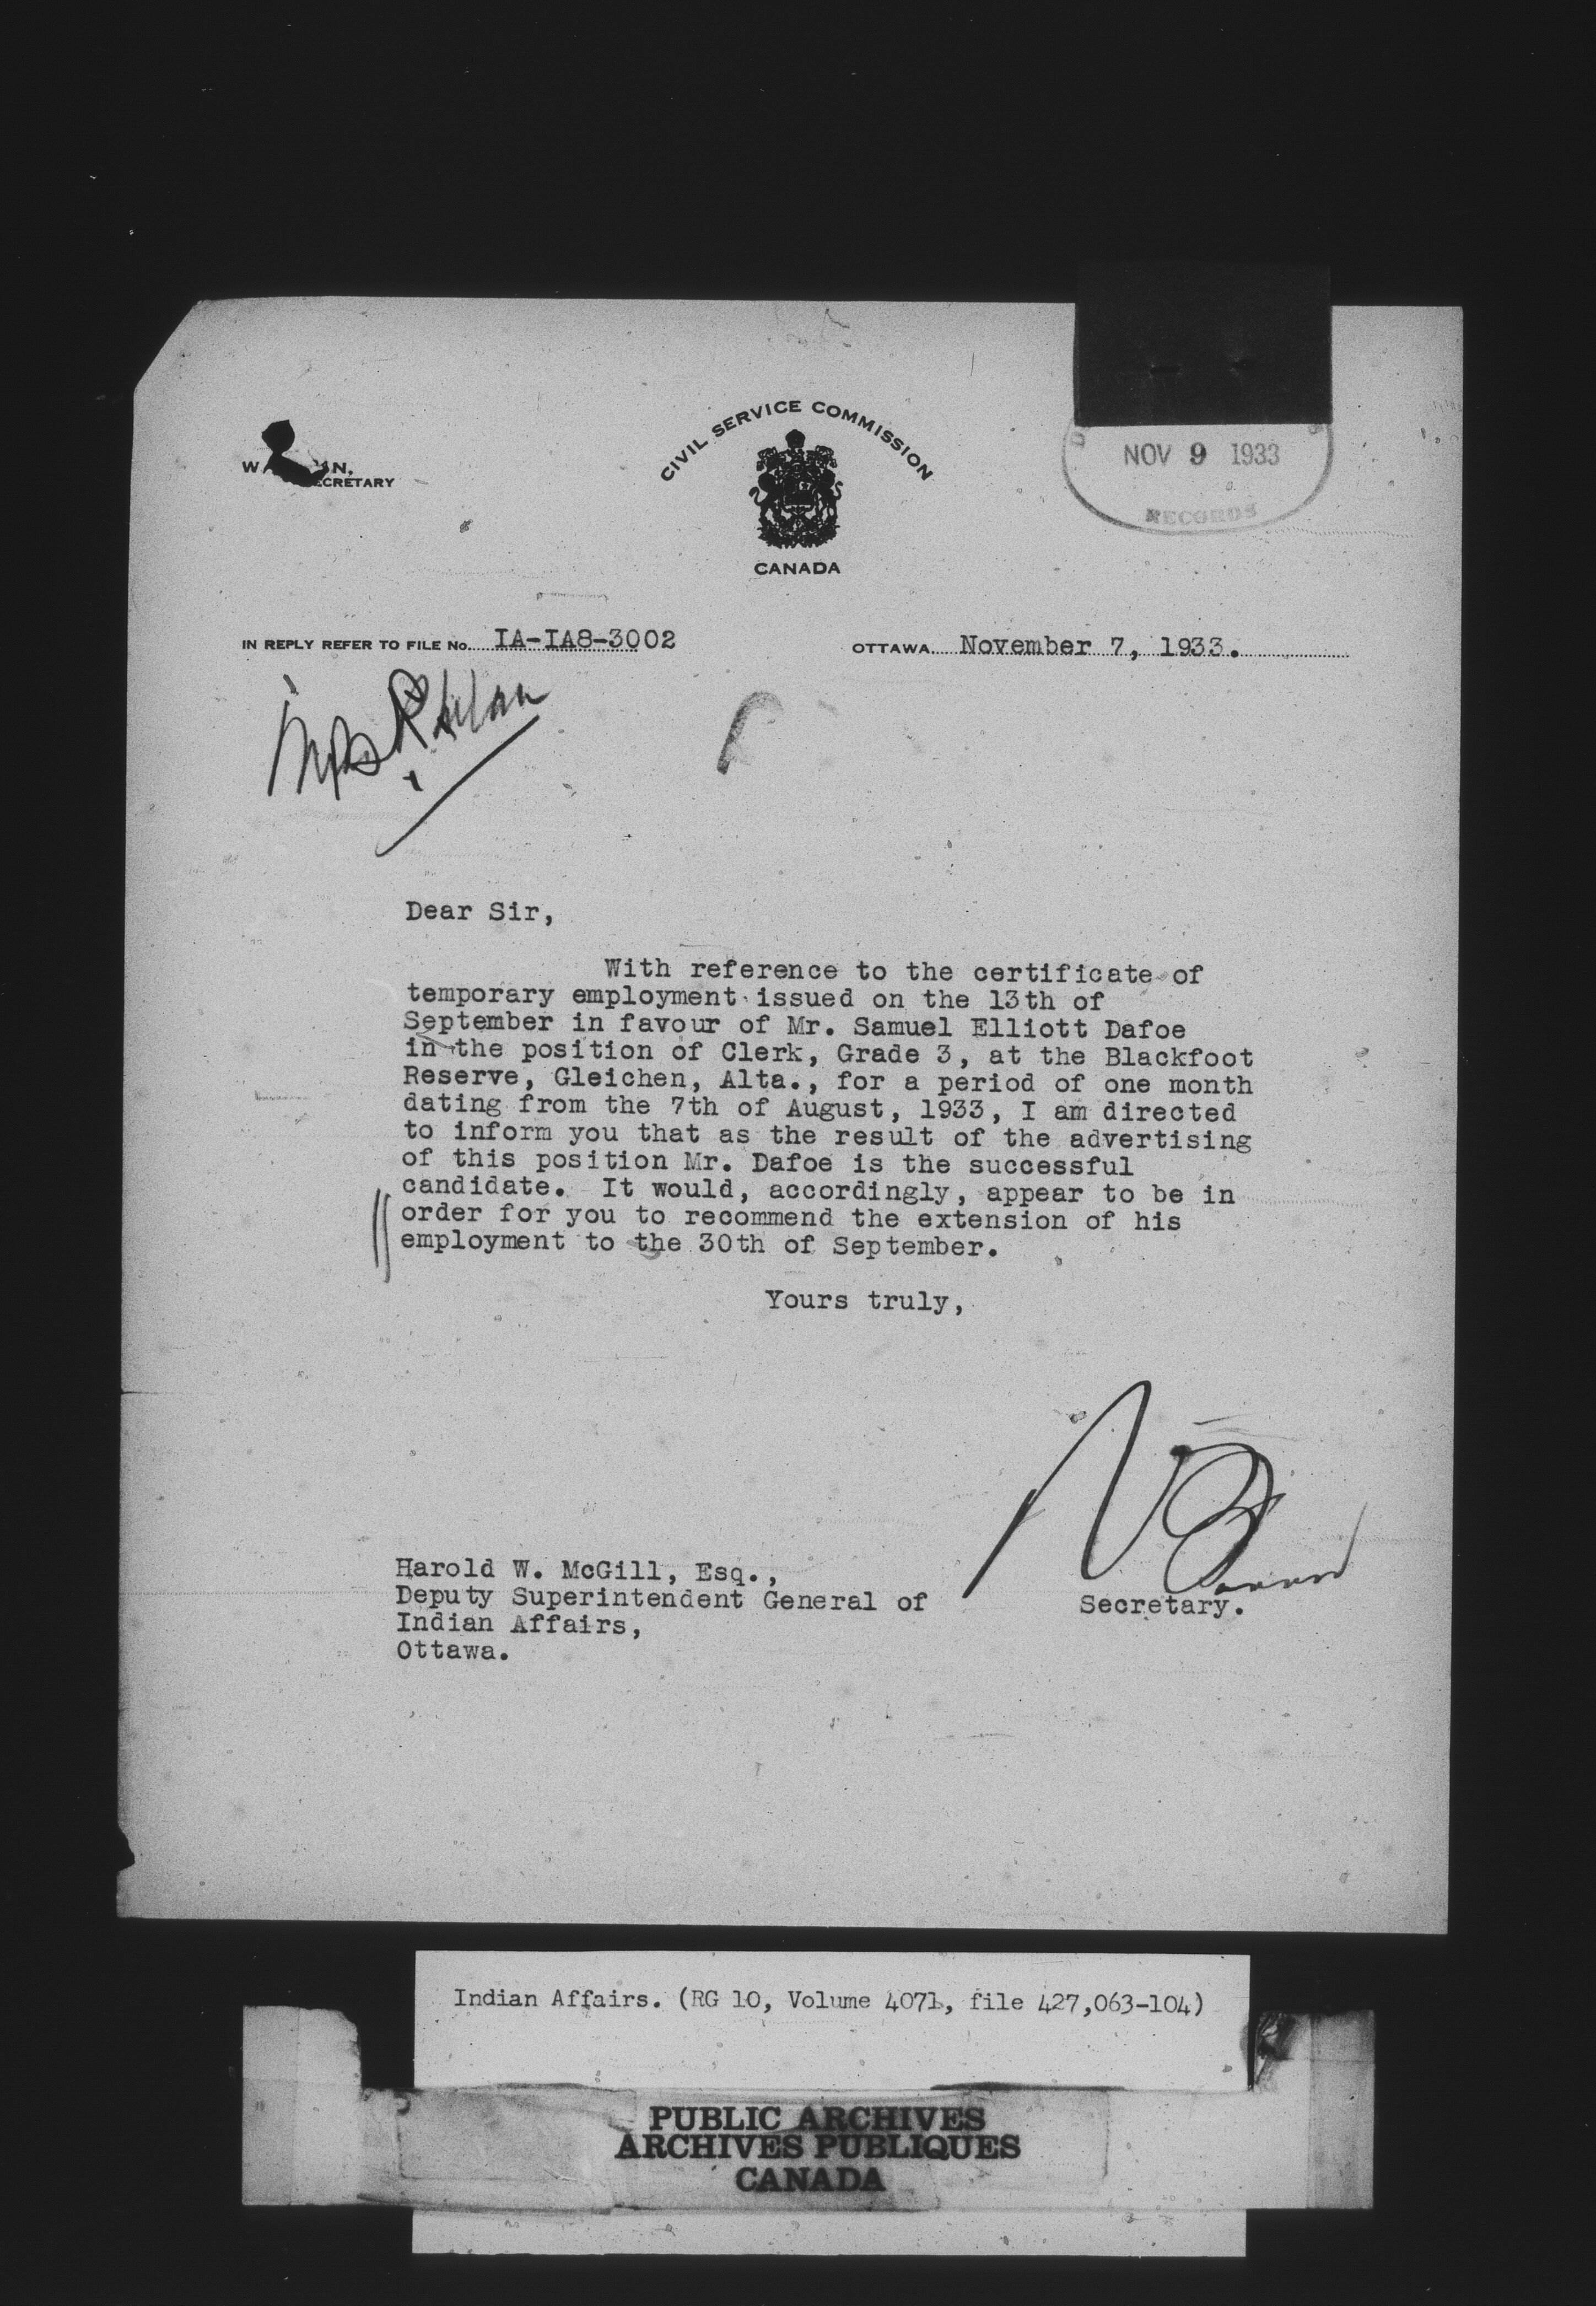 CIVIL SERVICE COMMISSION
CANADA
NOV 9 1933
RECORDS
SECRETARY
IN REPLY REFER TO FILE No. IA-IA8-3002
OTTAWA November 7, 1933.
Dear Sir,
With reference to the certificate of
temporary employment issued on the 13th of
September in favour of Mr. Samuel Elliott Dafoe
in the position of Clerk, Grade 3, at the Blackfoot
Reserve, Gleichen, Alta., for a period of one month
dating from the 7th of August, 1933, I am directed
to inform you that as the result of the advertising
of this position Mr. Dafoe is the successful
candidate. It would, accordingly, appear to be in
order for you to recommend the extension of his
employment to the 30th of September.
Yours truly,
Harold W. McGill, Esq.,
Deputy Superintendent General of
Indian Affairs,
Ottawa.
Secretary.
Indian Affairs. (RG 10, Volume 4071, file 427,063-104)
PUBLIC ARCHIVES
ARCHIVES PUBLIQUES
CANADA